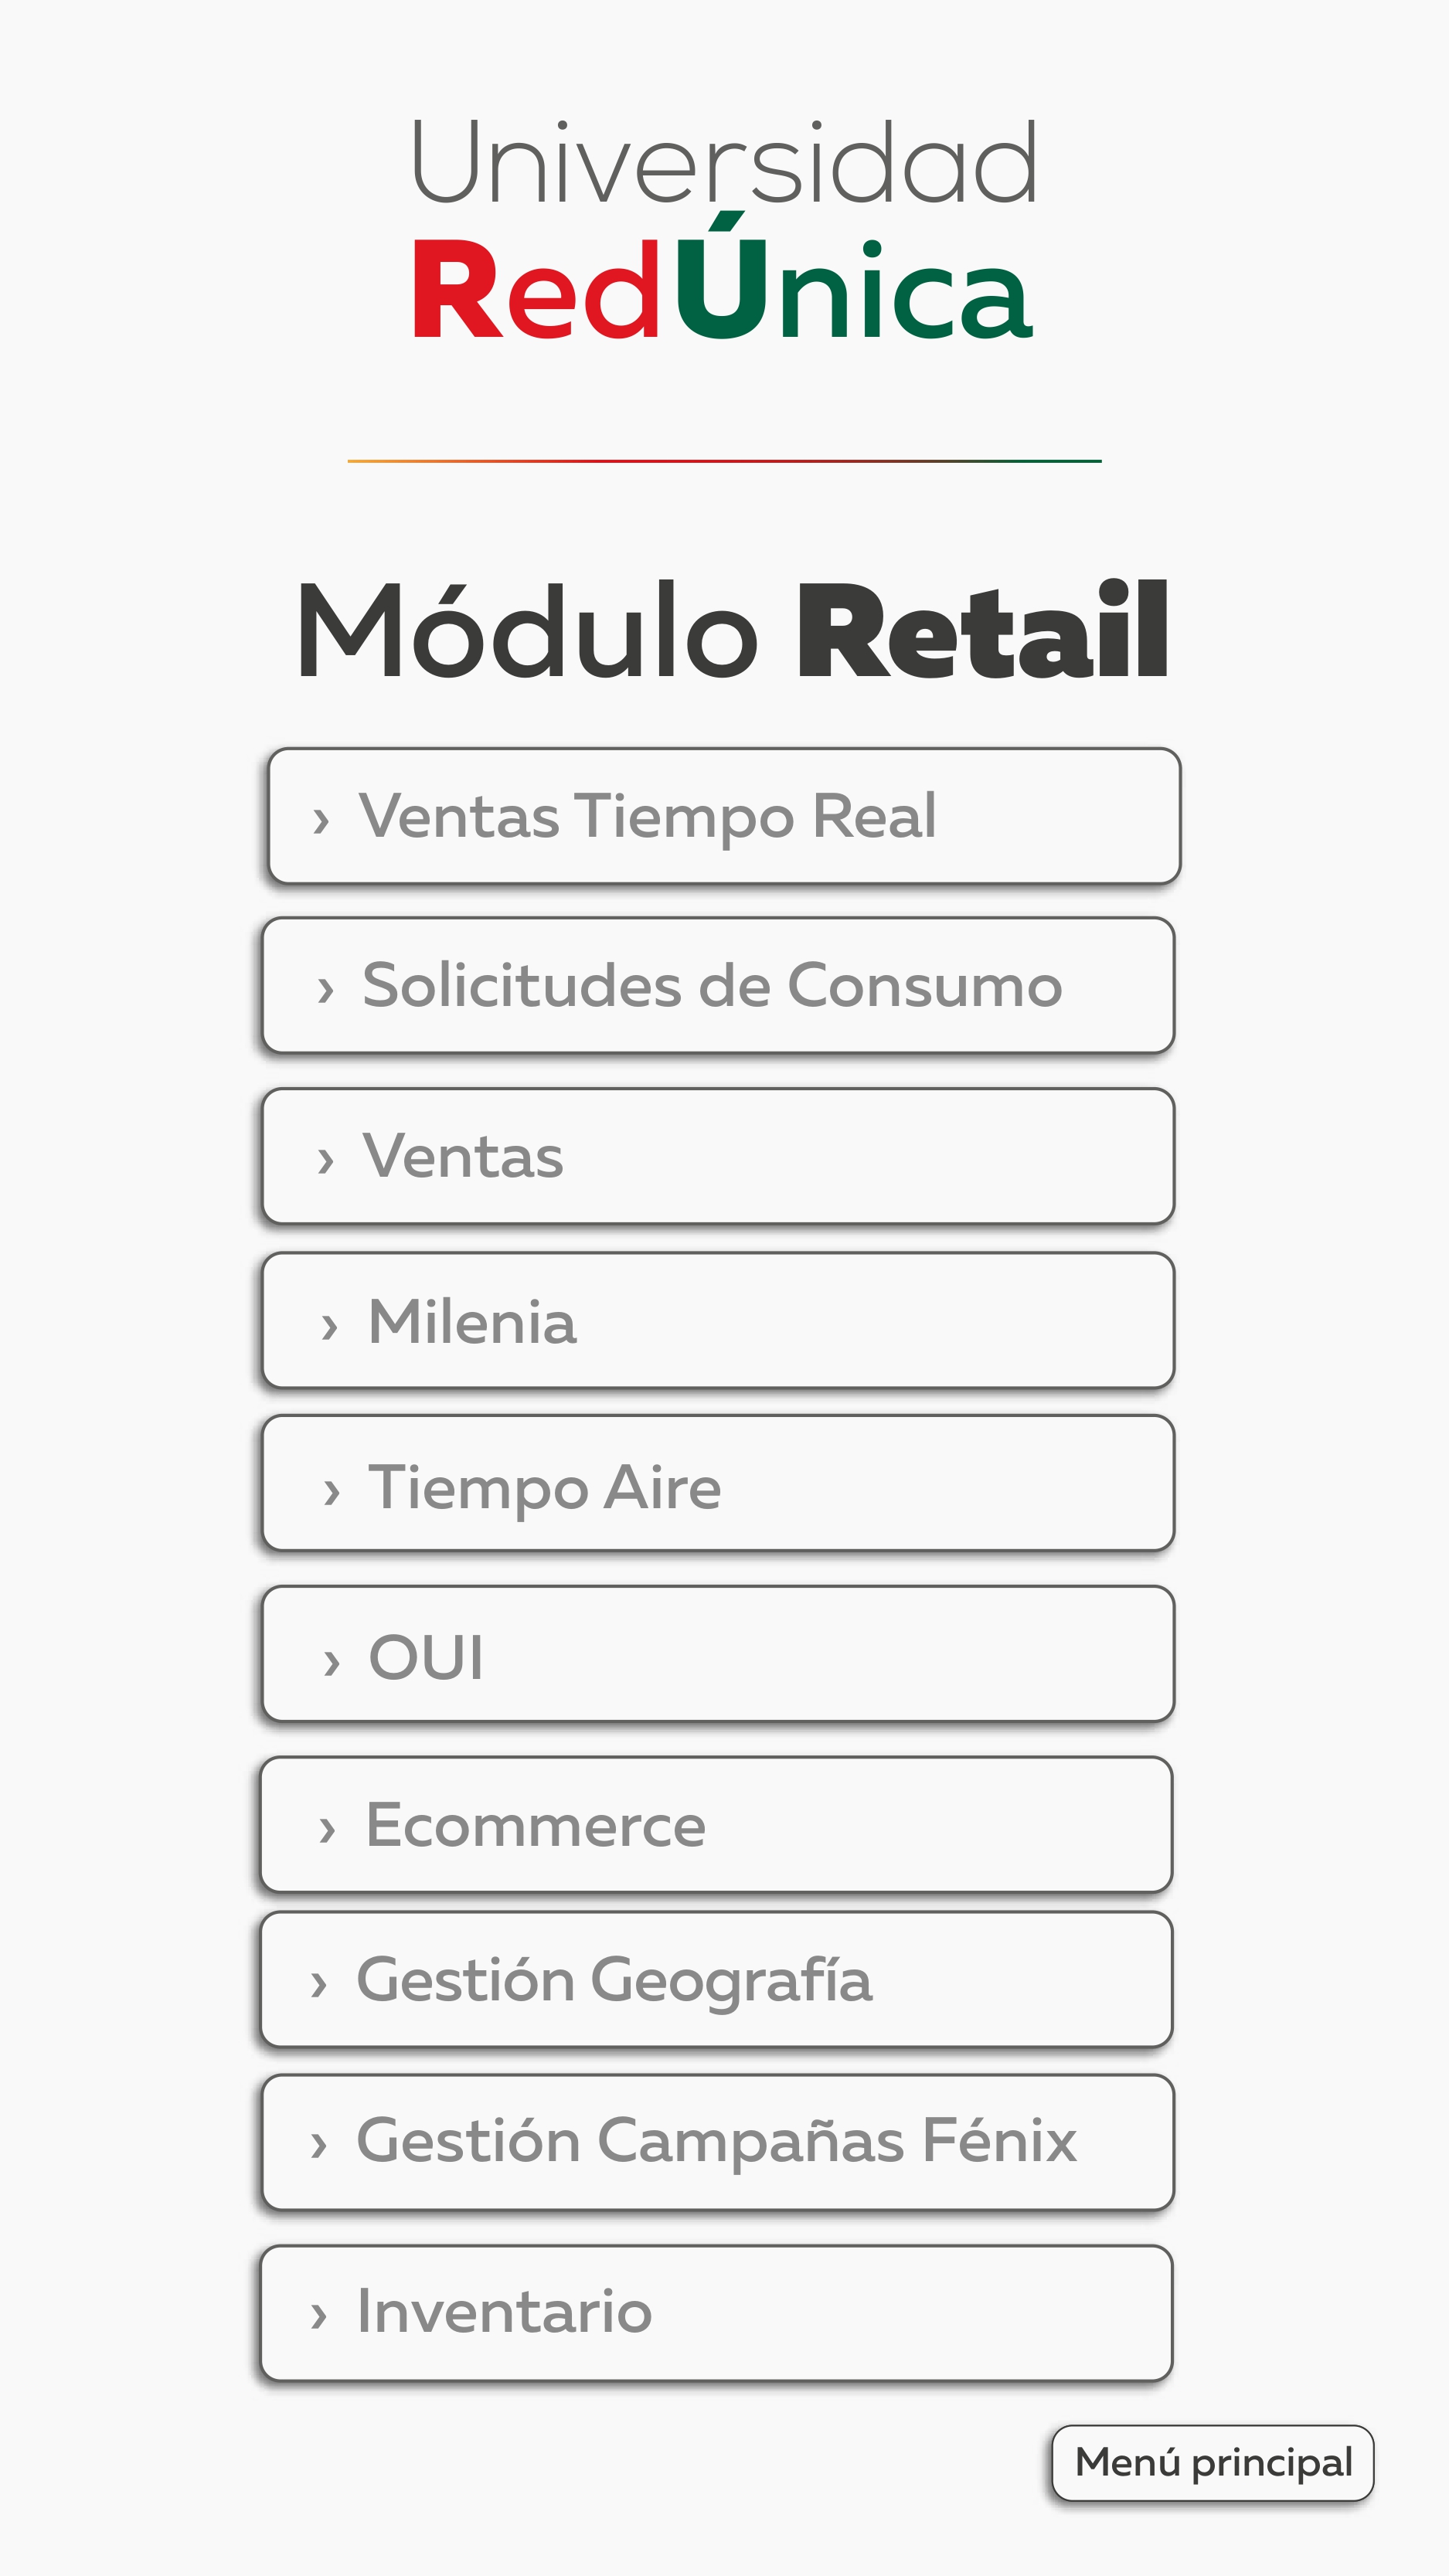 Universidad
RedÚnica
Módulo Retail
› Ventas Tiempo Real
› Solicitudes de Consumo
› Ventas
› Milenia
› Tiempo Aire
› OUI
› Ecommerce
› Gestión Geografía
› Gestión Campañas Fénix
› Inventario
Menú principal